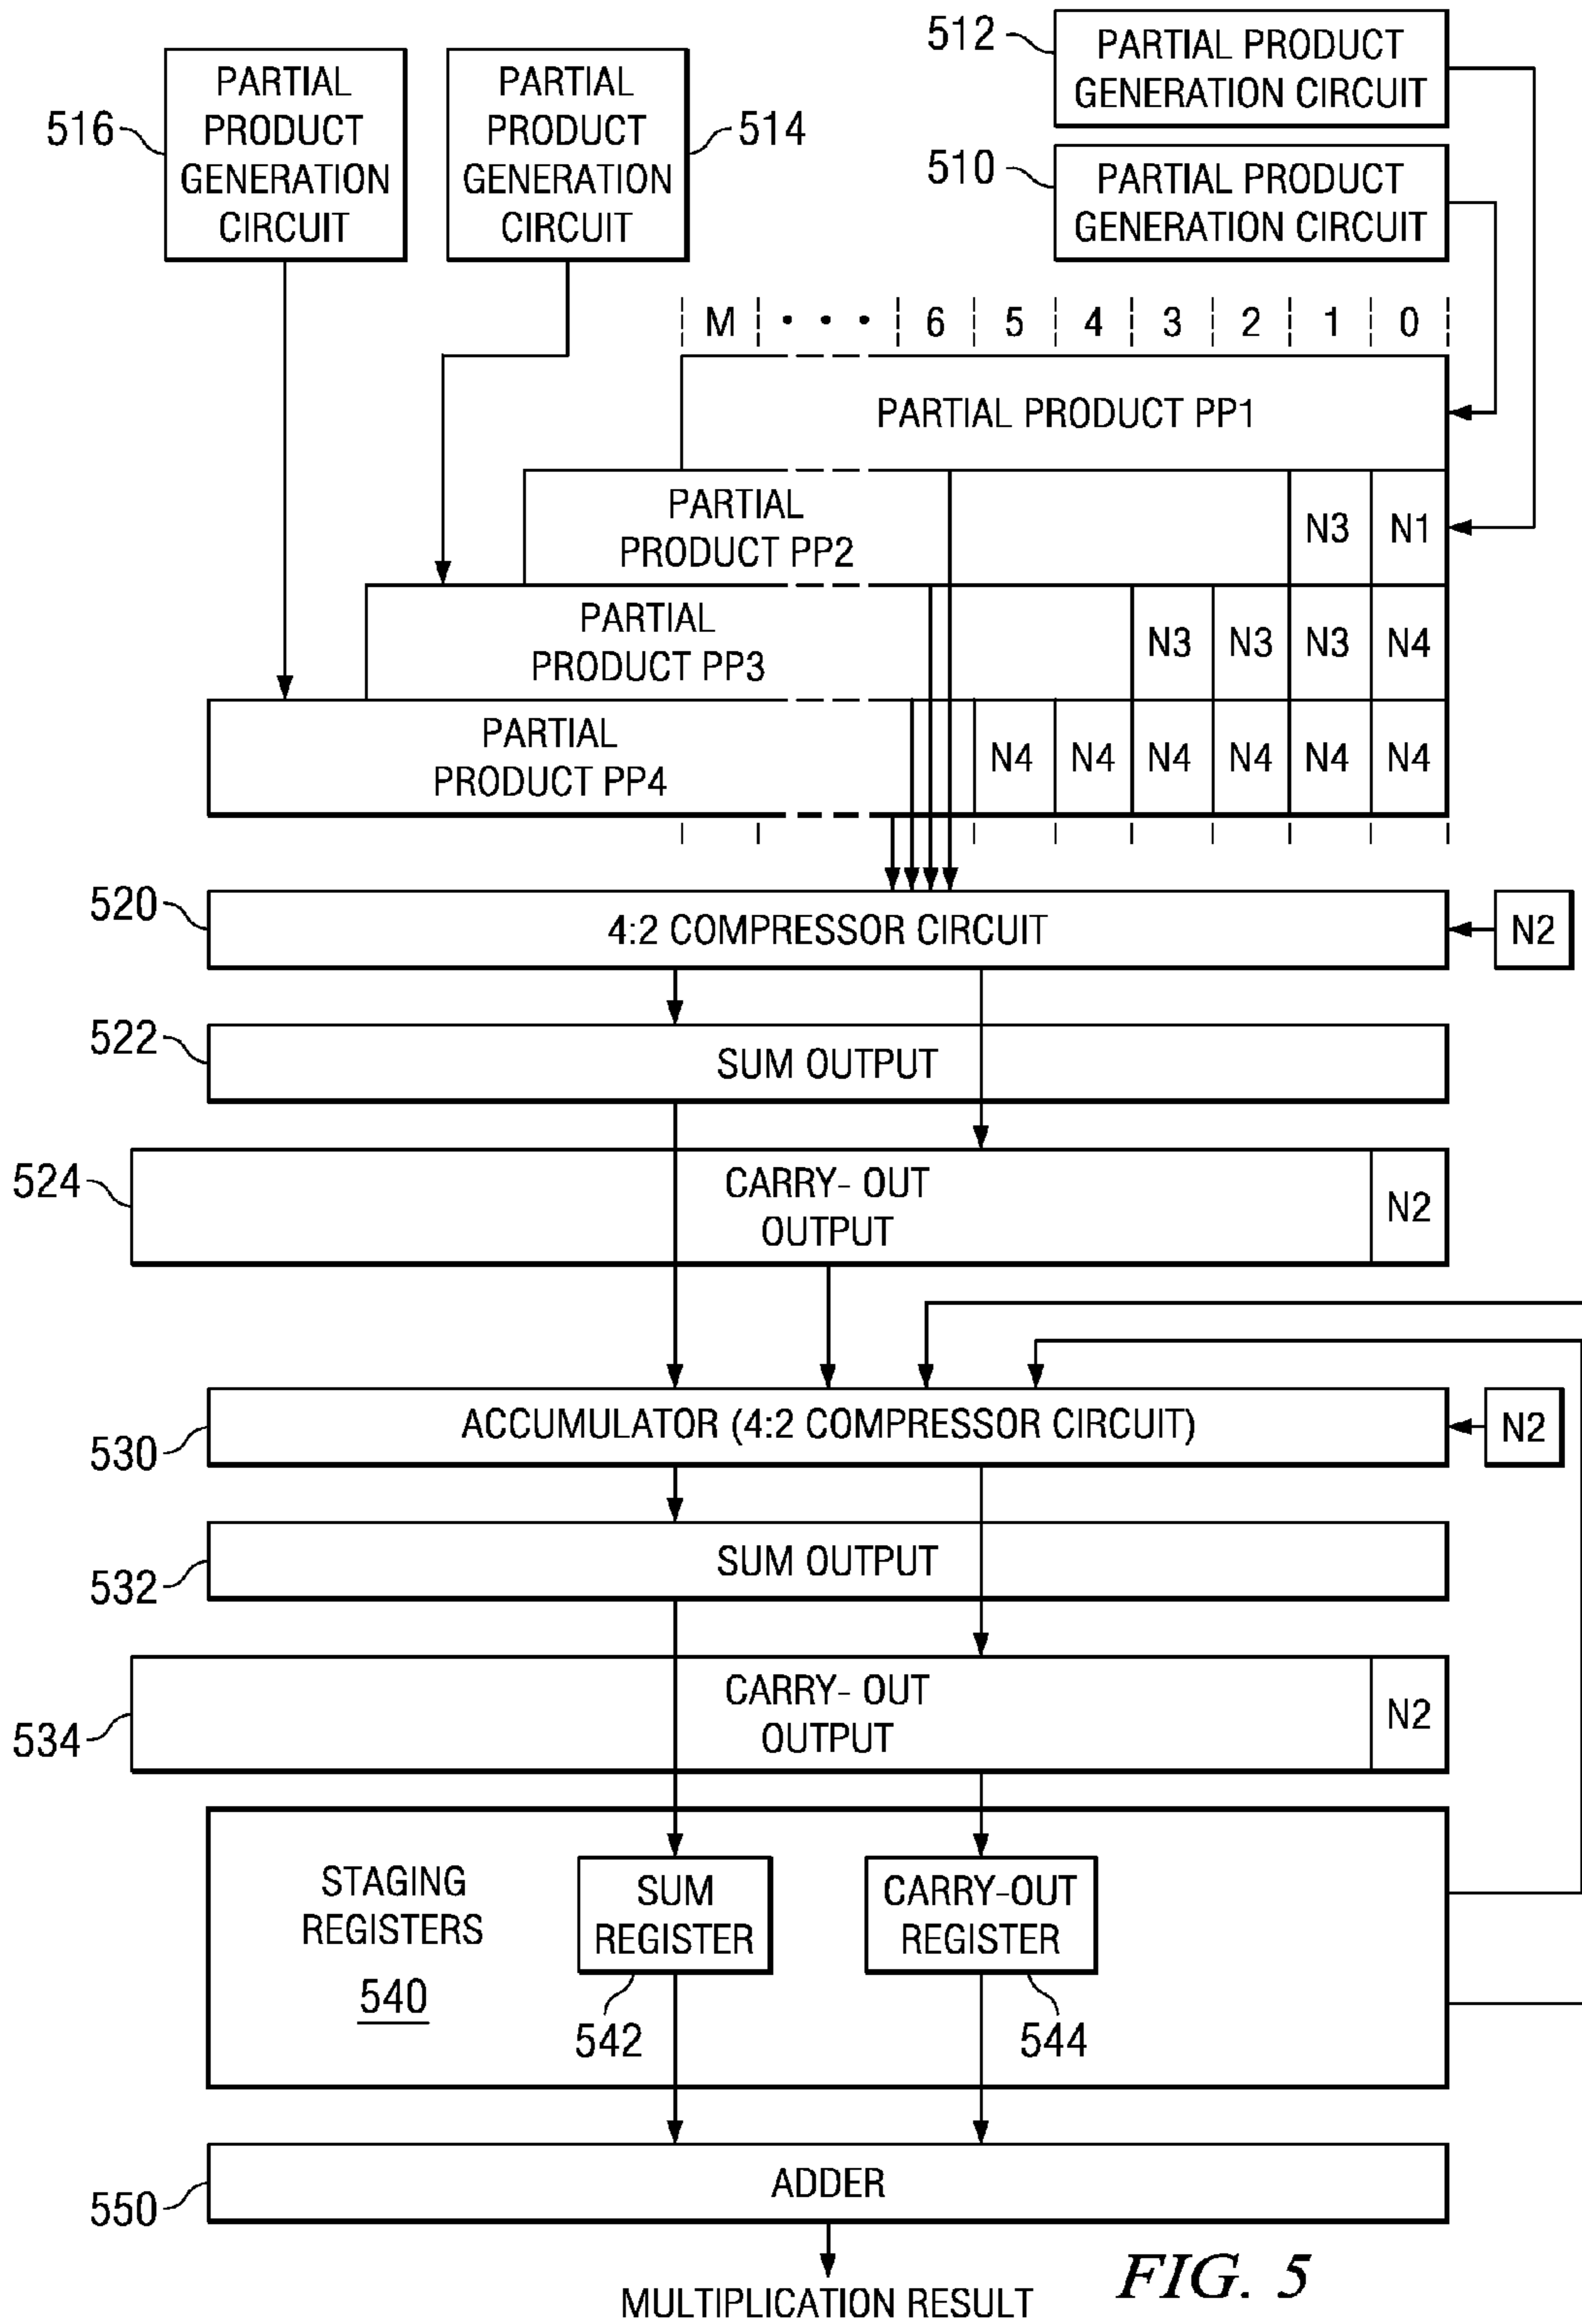 512
PARTIAL PRODUCT
GENERATION CIRCUIT
516
PARTIAL
PRODUCT
GENERATION
CIRCUIT
PARTIAL
PRODUCT
GENERATION
CIRCUIT
514
510
PARTIAL PRODUCT
GENERATION CIRCUIT
M • • • 6 5 4 3 2 1 0
PARTIAL PRODUCT PP1
PARTIAL
PRODUCT PP2
N3 N1
PARTIAL
PRODUCT PP3
N3 N3 N3 N4
PARTIAL
PRODUCT PP4
N4 N4 N4 N4 N4 N4
520
4:2 COMPRESSOR CIRCUIT
N2
522
SUM OUTPUT
524
CARRY- OUT
OUTPUT
N2
530
ACCUMULATOR (4:2 COMPRESSOR CIRCUIT)
N2
532
SUM OUTPUT
534
CARRY- OUT
OUTPUT
N2
STAGING
REGISTERS
540
SUM
REGISTER
542
CARRY-OUT
REGISTER
544
550
ADDER
MULTIPLICATION RESULT
FIG. 5